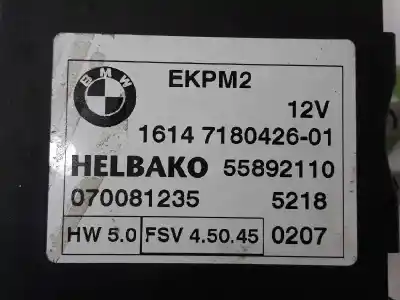 BMW
EKPM2
12V
1614 7180426-01
HELBAKO 55892110
070081235 5218
HW 5.0 FSV 4.50.45 0207